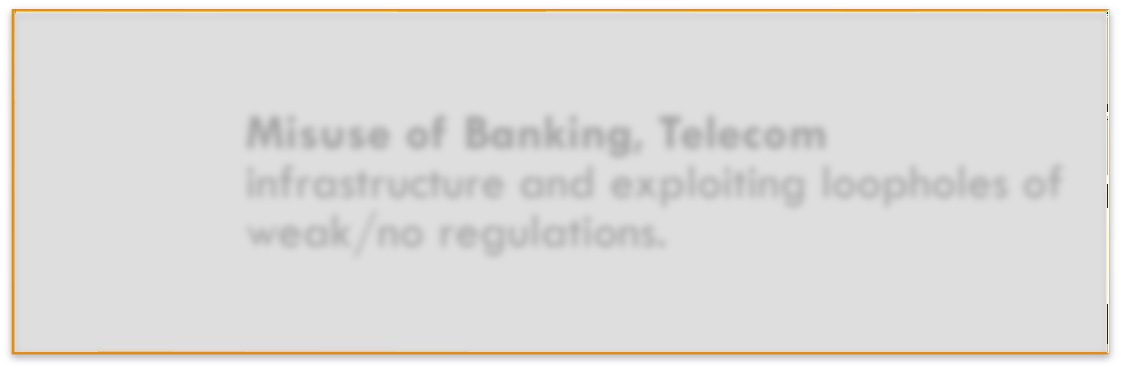 Misuse of Banking, Telecom
infrastructure and exploiting loopholes of
weak/no regulations.